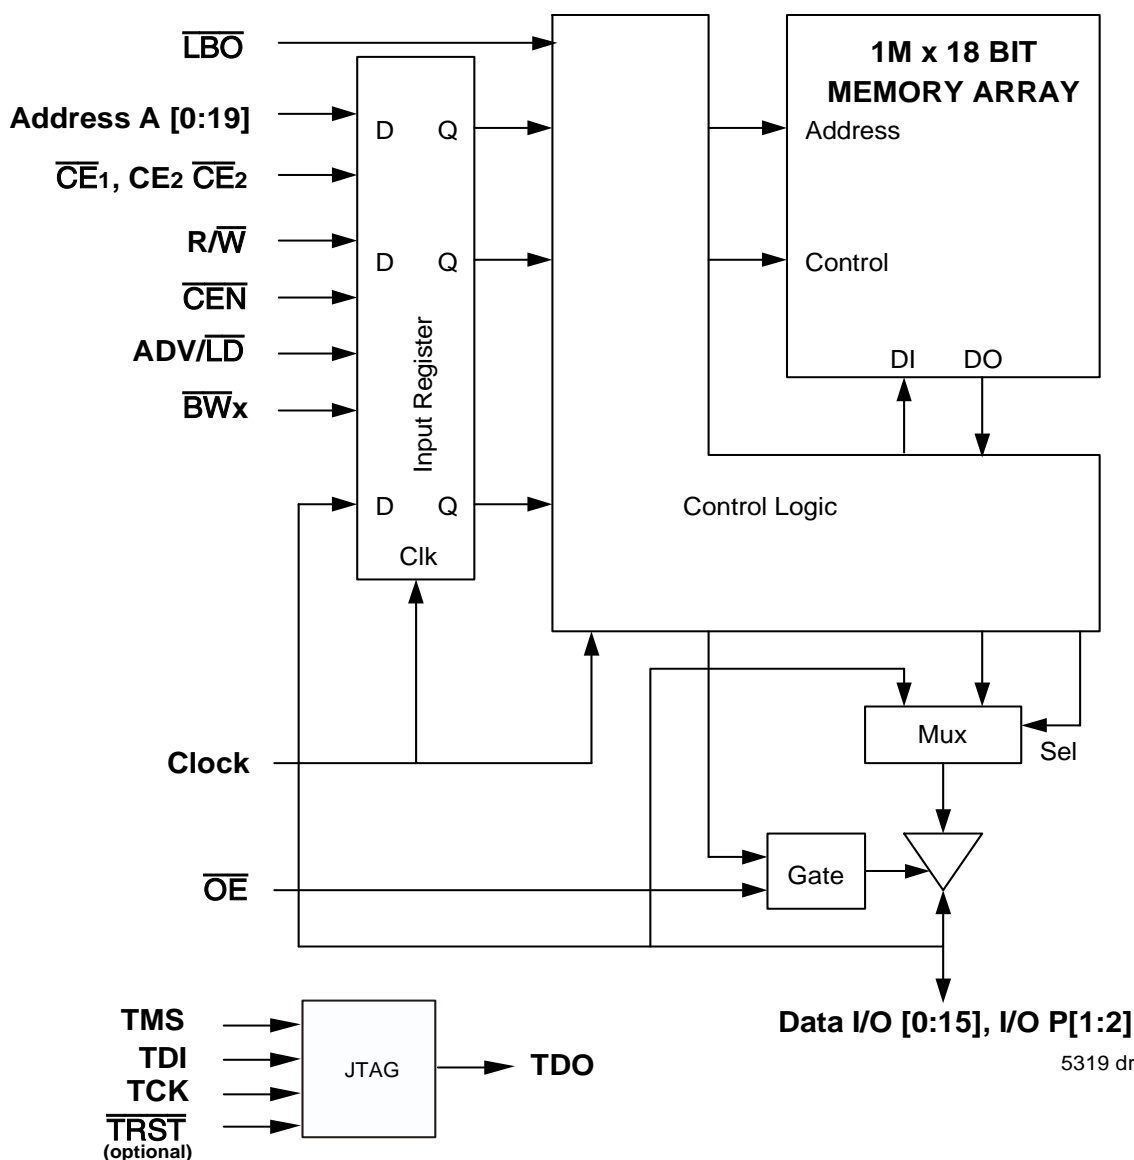 LBO
1M x 18 BIT
MEMORY ARRAY
Address A [0:19]
D Q
Address
CE1, CE2 CE2
R/W
D Q
Control
CEN
ADV/LD
BWx
Input Register
DI DO
D Q
Control Logic
Clk
Clock
Mux
Sel
OE
Gate
Data I/O [0:15], I/O P[1:2]
5319 dr
TMS
TDI
TCK
TRST
(optional)
JTAG
TDO